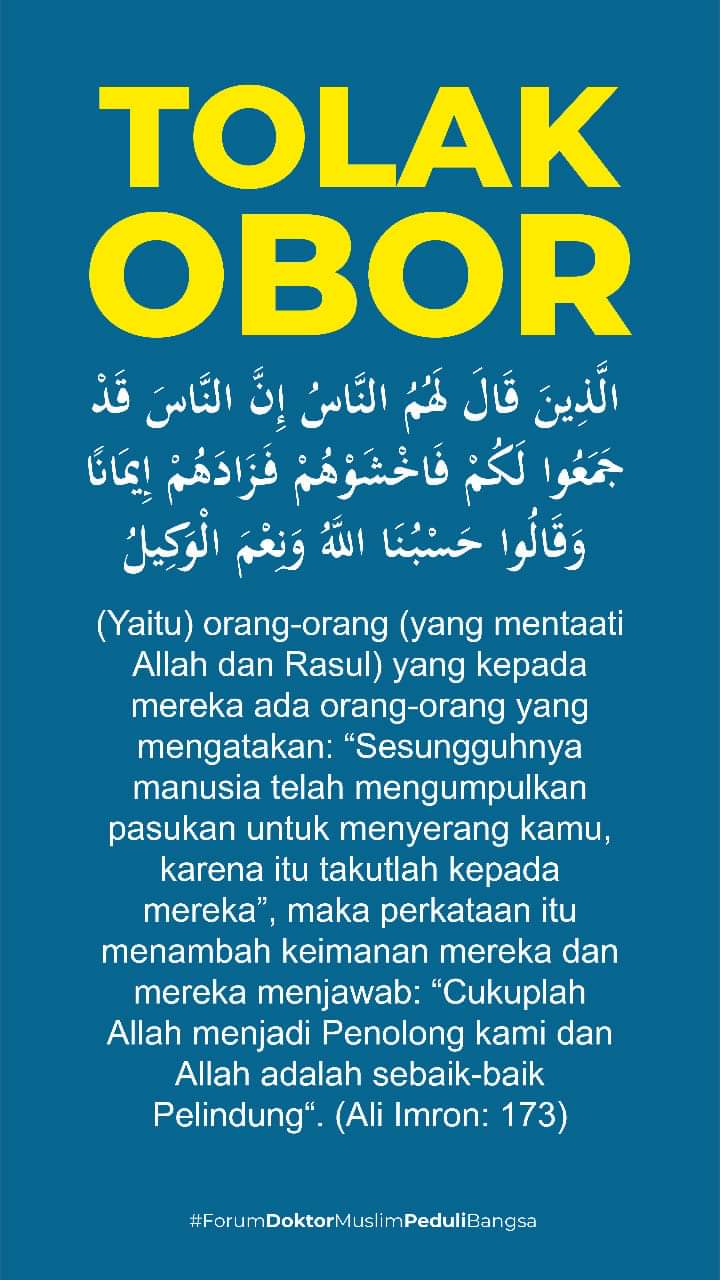 TOLAK
OBOR
الَّذِينَ قَالَ لَهُمُ النَّاسُ إِنَّ النَّاسَ قَدْ
جَمَعُوا لَكُمْ فَاخْشَوْهُمْ فَزَادَهُمْ إِيمَانًا
وَقَالُوا حَسْبُنَا اللَّهُ وَنِعْمَ الْوَكِيلُ
(Yaitu) orang-orang (yang mentaati
Allah dan Rasul) yang kepada
mereka ada orang-orang yang
mengatakan: “Sesungguhnya
manusia telah mengumpulkan
pasukan untuk menyerang kamu,
karena itu takutlah kepada
mereka”, maka perkataan itu
menambah keimanan mereka dan
mereka menjawab: “Cukuplah
Allah menjadi Penolong kami dan
Allah adalah sebaik-baik
Pelindung“. (Ali Imron: 173)
#ForumDoktorMuslimPeduliBangsa